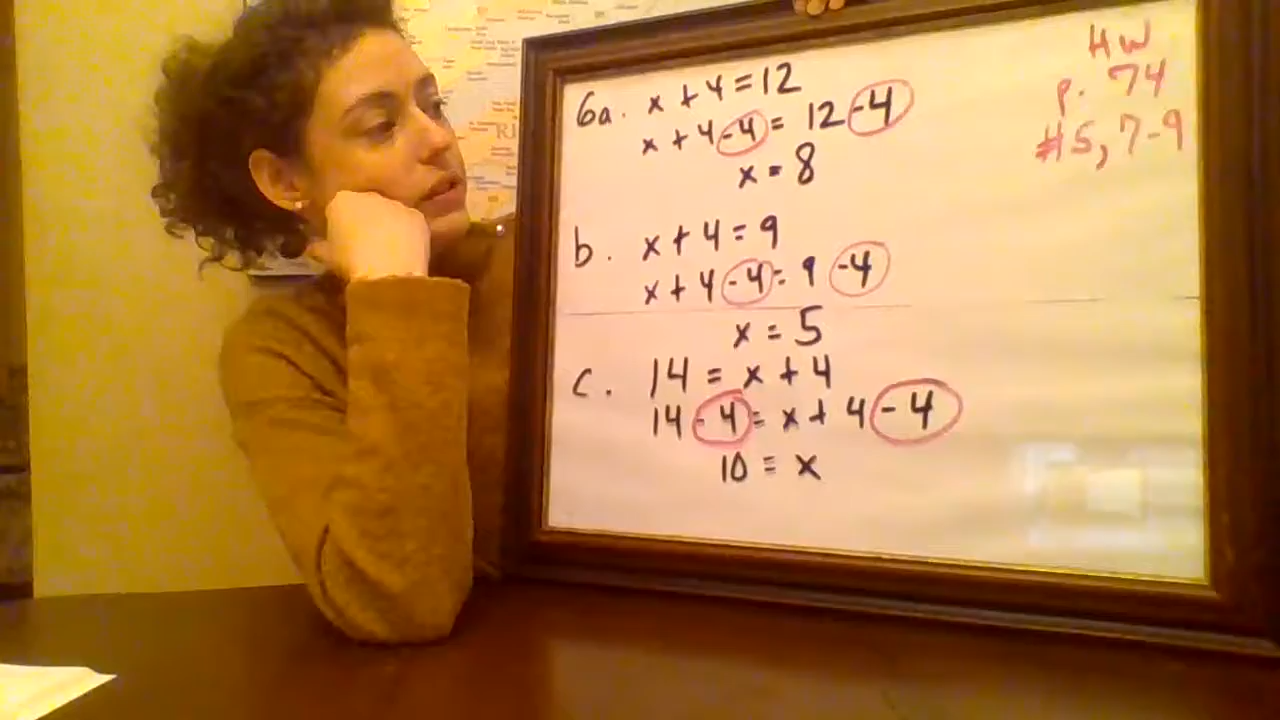 6a. x + 4 = 12
x + 4 - 4 = 12 - 4
x = 8
b. x + 4 = 9
x + 4 - 4 = 9 - 4
x = 5
c. 14 = x + 4
14 - 4 = x + 4 - 4
10 = x
HW
p. 74
#5, 7-9